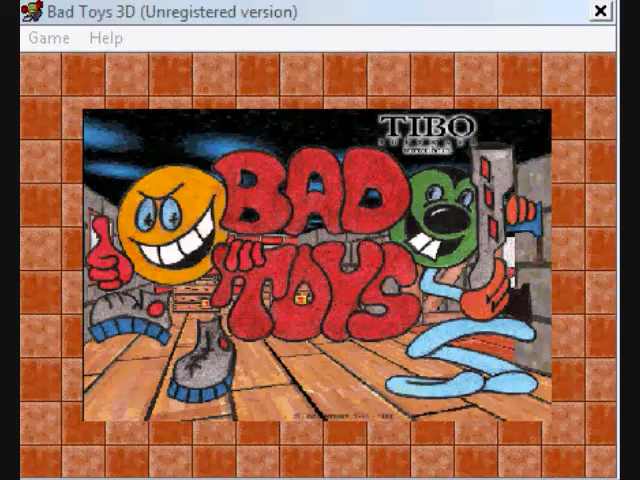 Bad Toys 3D (Unregistered version)
Game Help
TIBO
BAD
TOYS